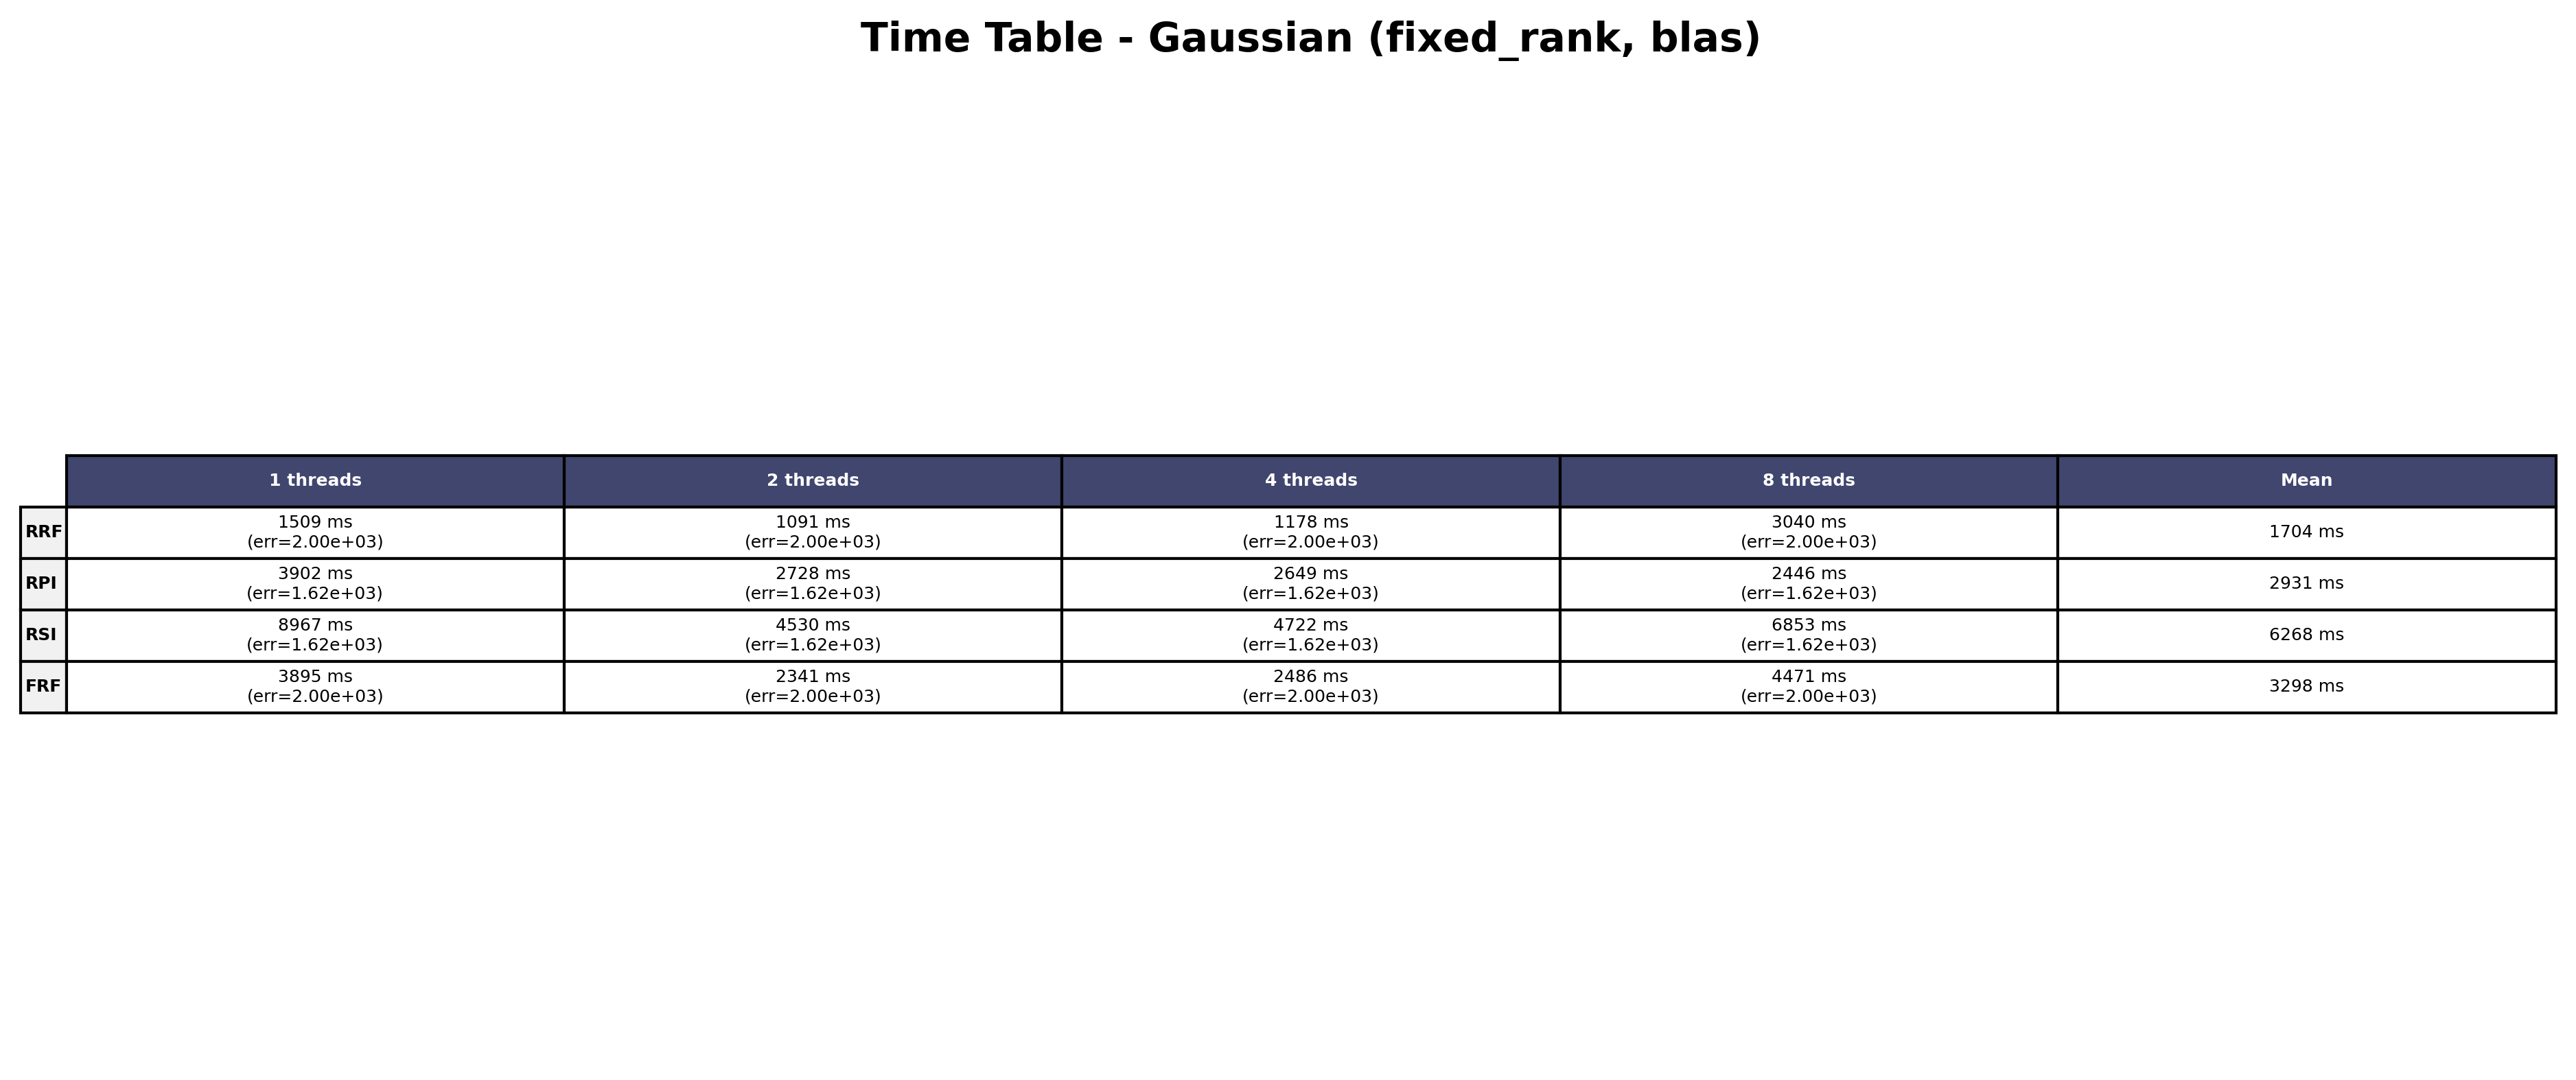 Time Table - Gaussian (fixed_rank, blas)
1 threads 2 threads 4 threads 8 threads Mean
RRF 1509 ms (err=2.00e+03) 1091 ms (err=2.00e+03) 1178 ms (err=2.00e+03) 3040 ms (err=2.00e+03) 1704 ms
RPI 3902 ms (err=1.62e+03) 2728 ms (err=1.62e+03) 2649 ms (err=1.62e+03) 2446 ms (err=1.62e+03) 2931 ms
RSI 8967 ms (err=1.62e+03) 4530 ms (err=1.62e+03) 4722 ms (err=1.62e+03) 6853 ms (err=1.62e+03) 6268 ms
FRF 3895 ms (err=2.00e+03) 2341 ms (err=2.00e+03) 2486 ms (err=2.00e+03) 4471 ms (err=2.00e+03) 3298 ms